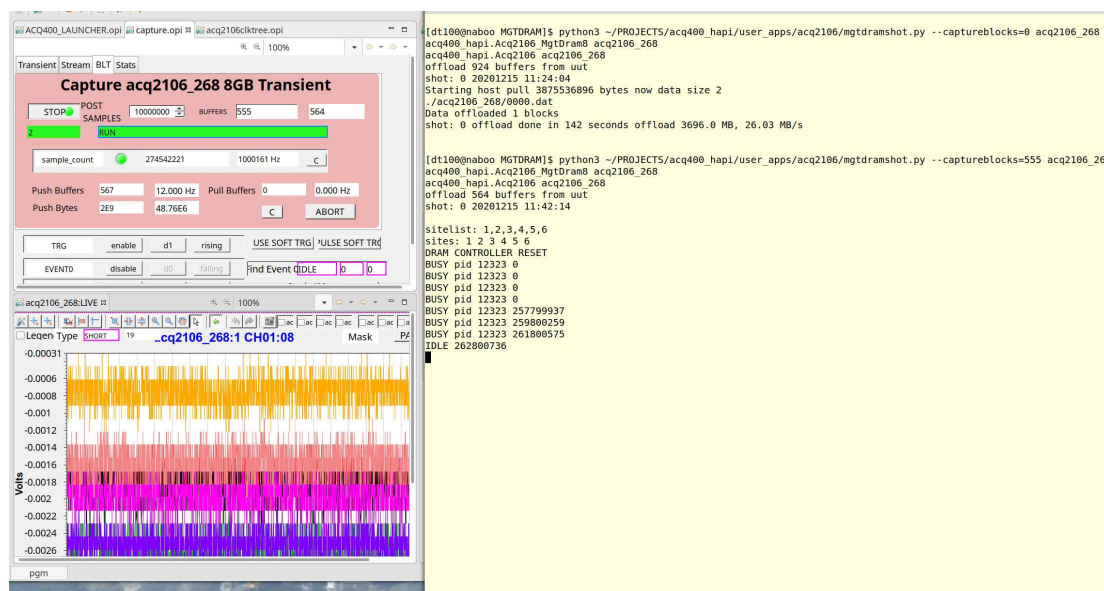 ACQ400_LAUNCHER.opi capture.opi acq2106clktree.opi
100%
Transient Stream BLT Stats
Capture acq2106_268 8GB Transient
STOP POST SAMPLES 10000000 BUFFERS 555 564
2 RUN
sample_count 274542221 1000161 Hz C
Push Buffers 567 12.000 Hz Pull Buffers 0 0.000 Hz
Push Bytes 2E9 48.76E6 C ABORT
TRG enable d1 rising USE SOFT TRG PULSE SOFT TRG
EVENT0 disable d0 falling Find Event IDLE 0 0
acq2106_268:LIVE 100%
ac ac ac ac ac ac
Legen Type SHORT 19 ..cq2106_268:1 CH01:08 Mask PA
-0.00031
-0.0006
-0.0008
-0.001
-0.0012
-0.0014
-0.0016
-0.0018
-0.002
-0.0022
-0.0024
-0.0026
Volts
pgm
[dt100@naboo MGTDRAM]$ python3 ~/PROJECTS/acq400_hapi/user_apps/acq2106/mgtdramshot.py --captureblocks=0 acq2106_268
acq400_hapi.Acq2106_MgtDram8 acq2106_268
acq400_hapi.Acq2106 acq2106_268
offload 924 buffers from uut
shot: 0 20201215 11:24:04
Starting host pull 3875536896 bytes now data size 2
./acq2106_268/0000.dat
Data offloaded 1 blocks
shot: 0 offload done in 142 seconds offload 3696.0 MB, 26.03 MB/s
[dt100@naboo MGTDRAM]$ python3 ~/PROJECTS/acq400_hapi/user_apps/acq2106/mgtdramshot.py --captureblocks=555 acq2106_26
acq400_hapi.Acq2106_MgtDram8 acq2106_268
acq400_hapi.Acq2106 acq2106_268
offload 564 buffers from uut
shot: 0 20201215 11:42:14
sitelist: 1,2,3,4,5,6
sites: 1 2 3 4 5 6
DRAM CONTROLLER RESET
BUSY pid 12323 0
BUSY pid 12323 0
BUSY pid 12323 0
BUSY pid 12323 0
BUSY pid 12323 257799937
BUSY pid 12323 259800259
BUSY pid 12323 261800575
IDLE 262800736